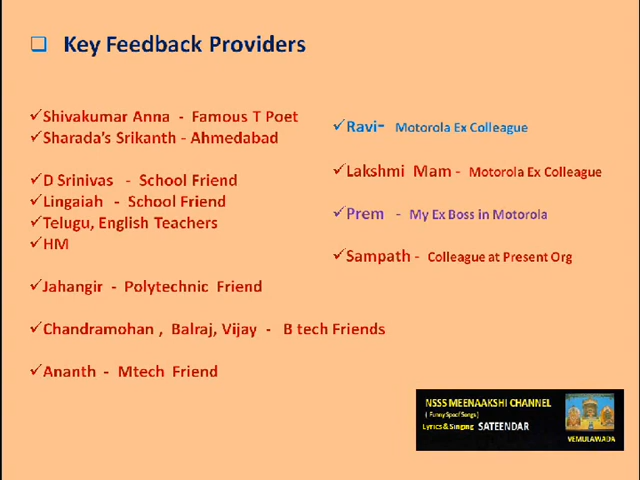 Key Feedback Providers
Shivakumar Anna - Famous T Poet
Sharada's Srikanth - Ahmedabad
D Srinivas - School Friend
Lingaiah - School Friend
Telugu, English Teachers
HM
Jahangir - Polytechnic Friend
Chandramohan , Balraj, Vijay - B tech Friends
Ananth - Mtech Friend
Ravi- Motorola Ex Colleague
Lakshmi Mam - Motorola Ex Colleague
Prem - My Ex Boss in Motorola
Sampath - Colleague at Present Org
NSSS MEENAAKSHI CHANNEL
( Funny Spoof Songs )
Lyrics & Singing SATEENDAR
VEMULAWADA